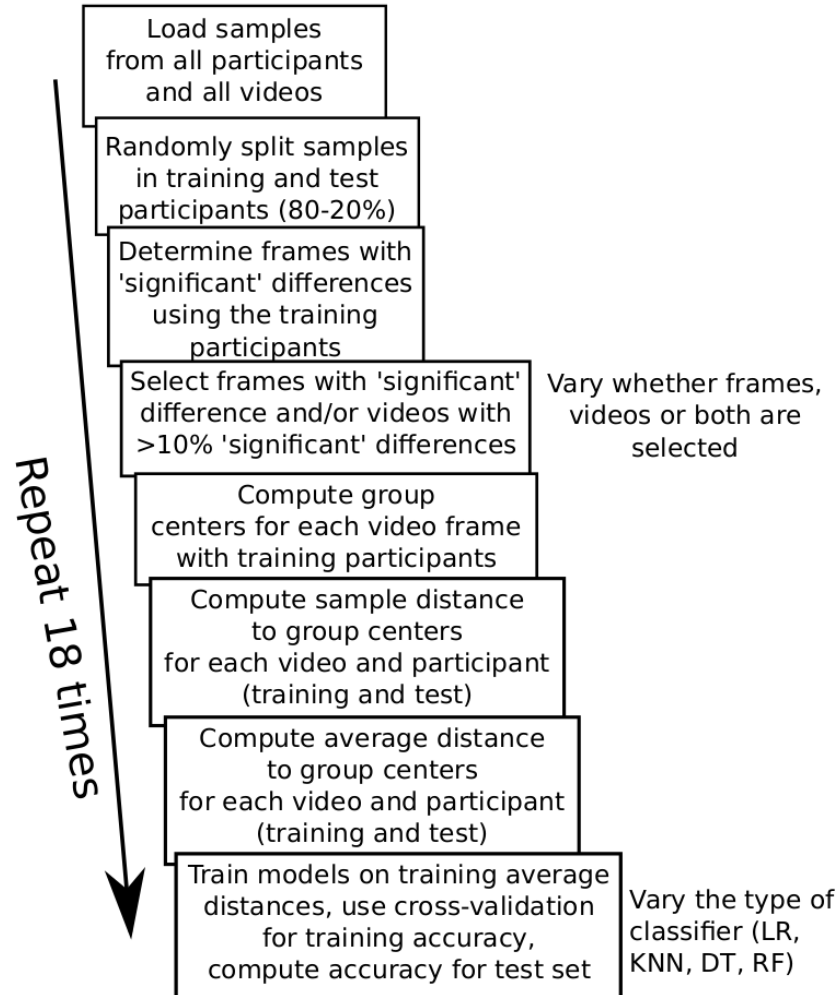 Load samples
from all participants
and all videos
Randomly split samples
in training and test
participants (80-20%)
Determine frames with
'significant' differences
using the training
participants
Select frames with 'significant'
difference and/or videos with
>10% 'significant' differences
Vary whether frames,
videos or both are
selected
Compute group
centers for each video frame
with training participants
Compute sample distance
to group centers
for each video and participant
(training and test)
Compute average distance
to group centers
for each video and participant
(training and test)
Train models on training average
distances, use cross-validation
for training accuracy,
compute accuracy for test set
Vary the type of
classifier (LR,
KNN, DT, RF)
Repeat 18 times